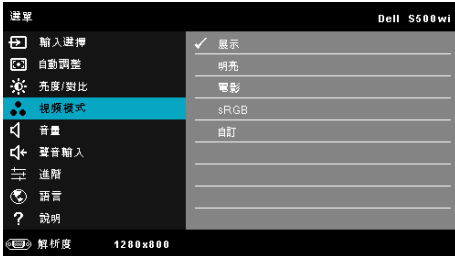 選單 Dell S500wi
輸入選擇
自動調整
亮度/對比
視頻模式
音量
聲音輸入
進階
語言
說明
展示
明亮
電影
sRGB
自訂
解析度 1280x800